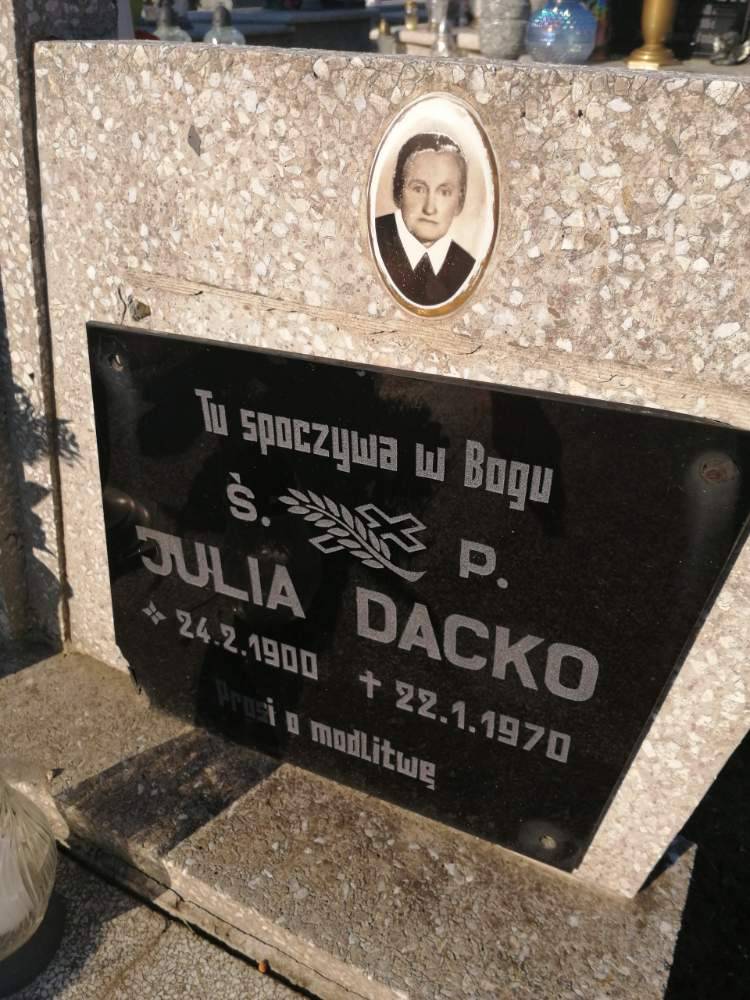 Tu spoczywa w Bogu
Ś. P.
JULIA DACKO
24.2.1900 22.1.1970
Prosi o modlitwę